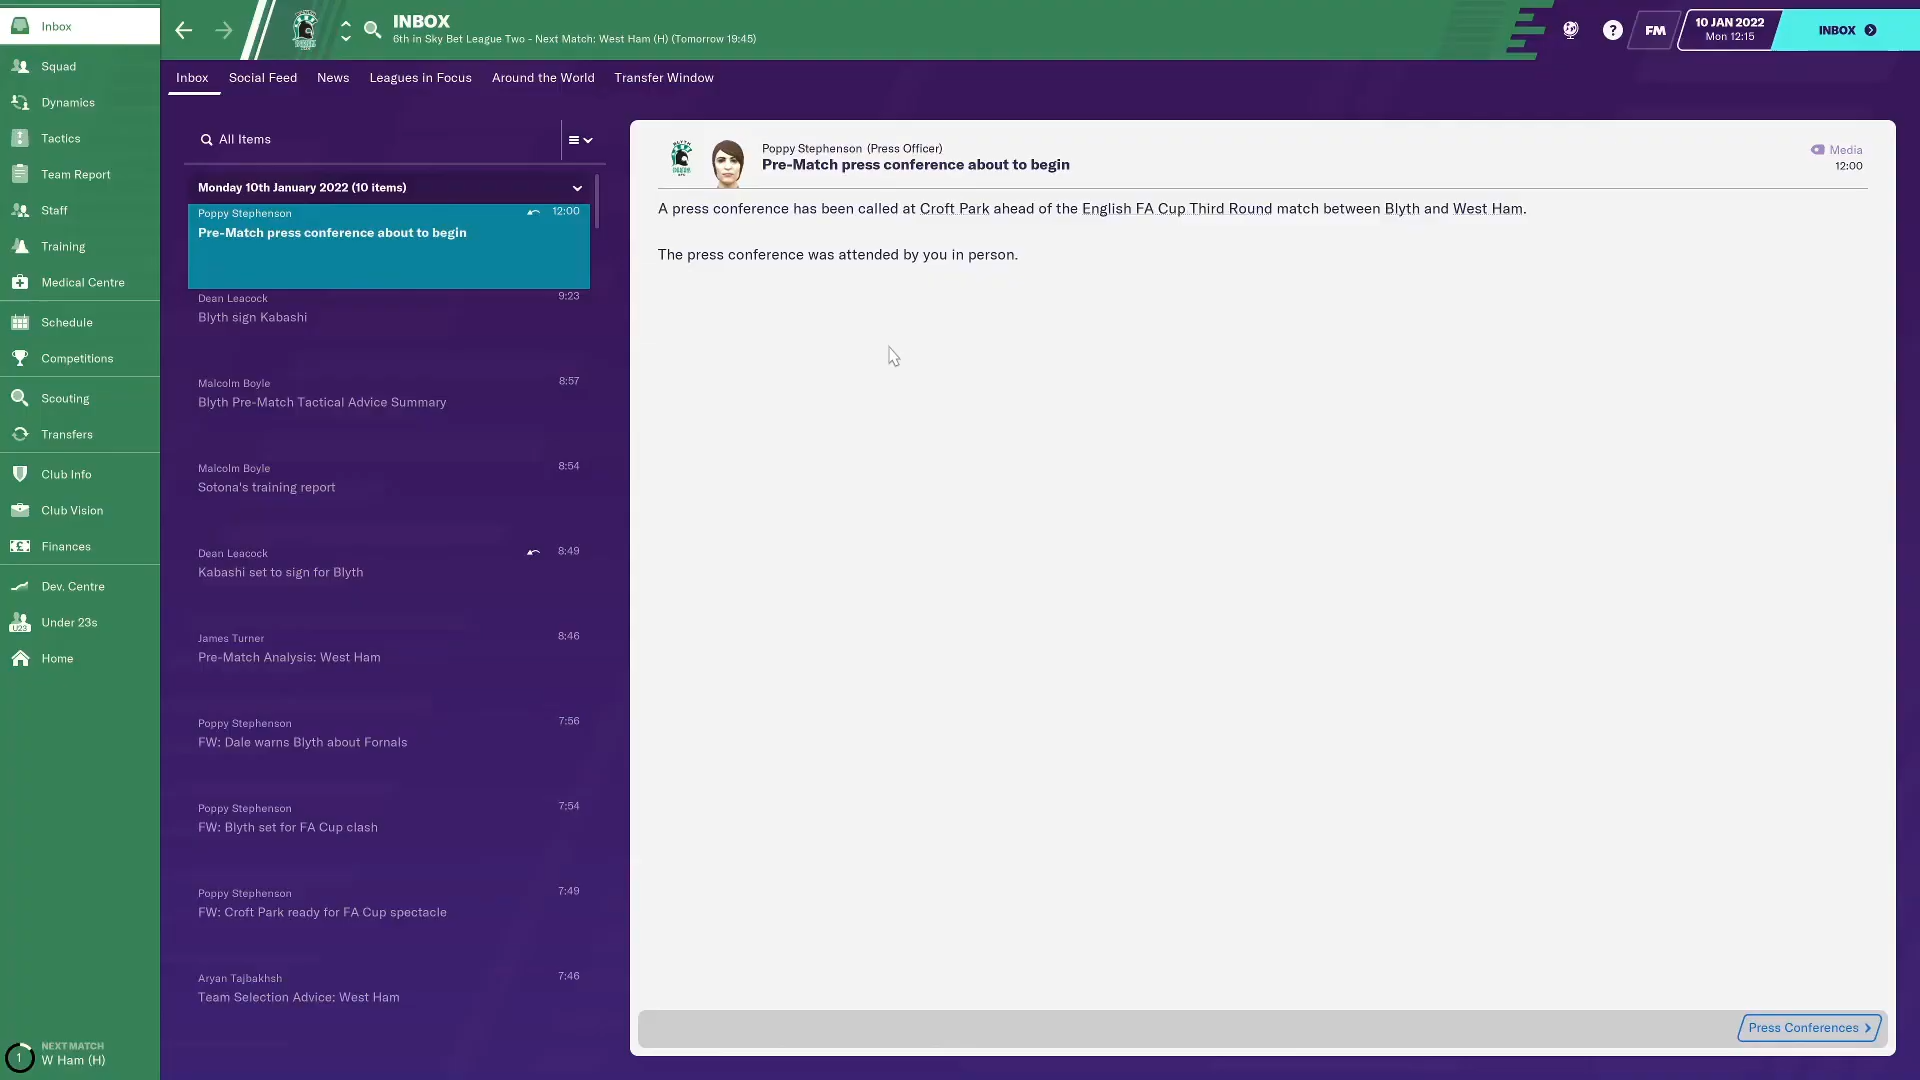 Inbox
Squad
Dynamics
Tactics
Team Report
Staff
Training
Medical Centre
Schedule
Competitions
Scouting
Transfers
Club Info
Club Vision
Finances
Dev. Centre
U23
Under 23s
Home
1
NEXT MATCH
W Ham (H)
INBOX
6th in Sky Bet League Two - Next Match: West Ham (H) (Tomorrow 19:45)
?
FM
10 JAN 2022
Mon 12:15
INBOX
Inbox Social Feed News Leagues in Focus Around the World Transfer Window
All Items
Monday 10th January 2022 (10 items)
Poppy Stephenson 12:00
Pre-Match press conference about to begin
Dean Leacock 9:23
Blyth sign Kabashi
Malcolm Boyle 8:57
Blyth Pre-Match Tactical Advice Summary
Malcolm Boyle 8:54
Sotona's training report
Dean Leacock 8:49
Kabashi set to sign for Blyth
James Turner 8:46
Pre-Match Analysis: West Ham
Poppy Stephenson 7:56
FW: Dale warns Blyth about Fornals
Poppy Stephenson 7:54
FW: Blyth set for FA Cup clash
Poppy Stephenson 7:49
FW: Croft Park ready for FA Cup spectacle
Aryan Tajbakhsh 7:46
Team Selection Advice: West Ham
Poppy Stephenson (Press Officer)
Pre-Match press conference about to begin
Media
12:00
A press conference has been called at Croft Park ahead of the English FA Cup Third Round match between Blyth and West Ham.
The press conference was attended by you in person.
Press Conferences >